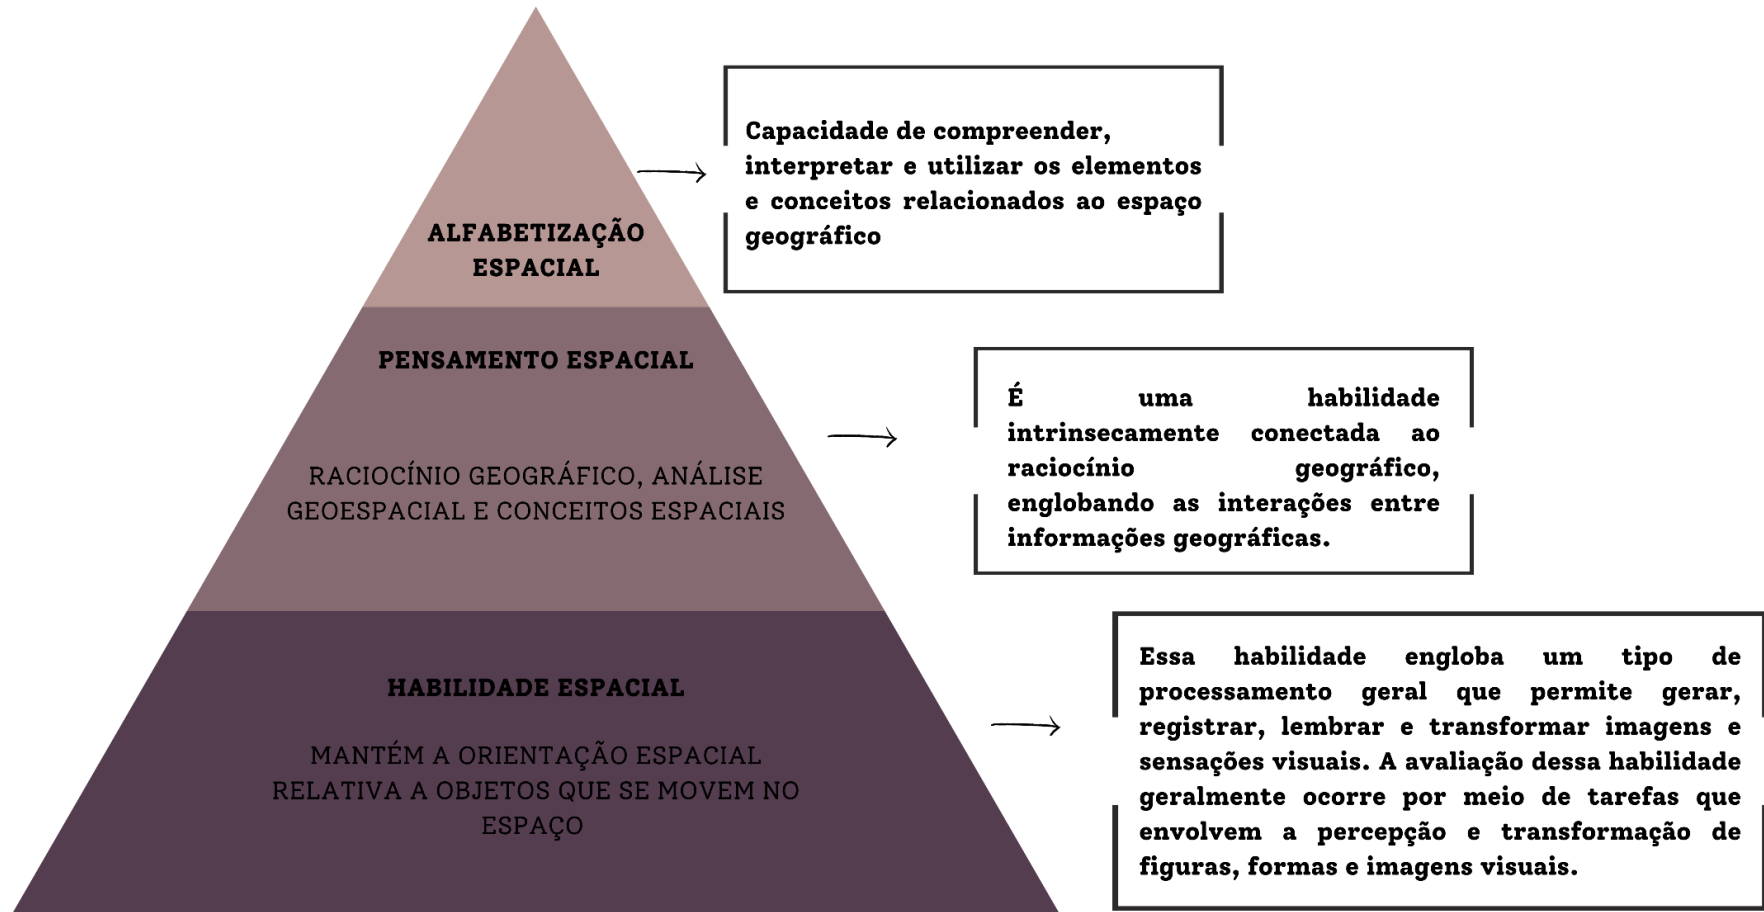 ALFABETIZAÇÃO
ESPACIAL
Capacidade de compreender,
interpretar e utilizar os elementos
e conceitos relacionados ao espaço
geográfico
PENSAMENTO ESPACIAL
RACIOCÍNIO GEOGRÁFICO, ANÁLISE
GEOESPACIAL E CONCEITOS ESPACIAIS
É uma habilidade
intrinsecamente conectada ao
raciocínio geográfico,
englobando as interações entre
informações geográficas.
HABILIDADE ESPACIAL
MANTÉM A ORIENTAÇÃO ESPACIAL
RELATIVA A OBJETOS QUE SE MOVEM NO
ESPAÇO
Essa habilidade engloba um tipo de
processamento geral que permite gerar,
registrar, lembrar e transformar imagens e
sensações visuais. A avaliação dessa habilidade
geralmente ocorre por meio de tarefas que
envolvem a percepção e transformação de
figuras, formas e imagens visuais.